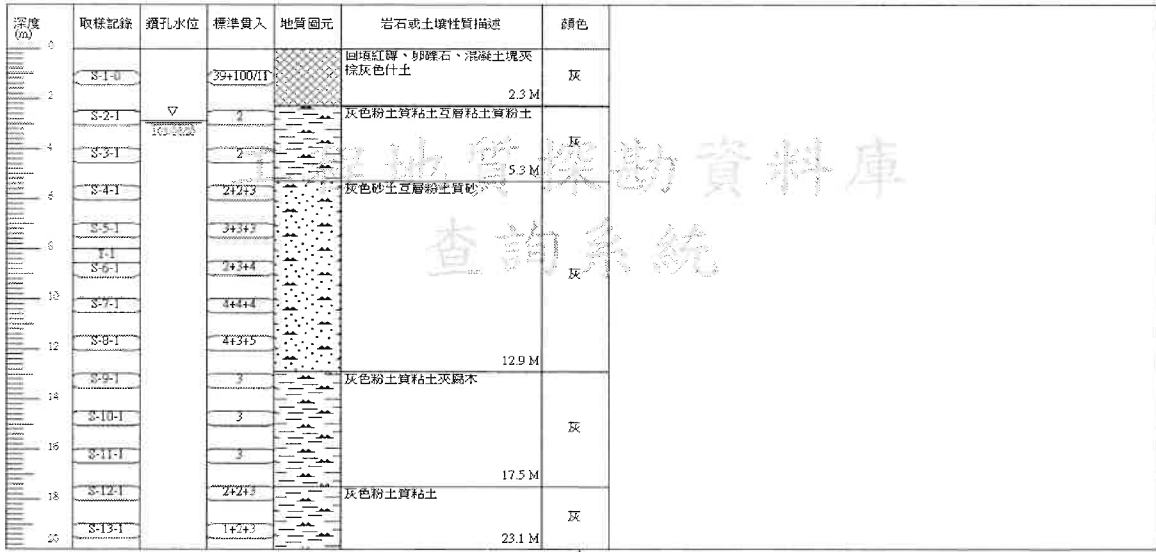 深度 取樣記錄 鑽孔水位 標準貫入 地質圖元 岩石或土壤性質描述 顏色
(m)
0
回填紅磚、卵礫石、混凝土塊夾
棕灰色什土
S-1-0 39+100/11 灰
2
2.3 M
S-2-1 2 灰色粉土質粘土互層粘土質粉土
灰
4
S-3-1 2
5.3 M
S-4-1 2+2+3 灰色砂土互層粉土質砂
6
S-5-1 3+3+3
8
T-1
S-6-1 2+3+4 灰
10
S-7-1 4+4+4
12
S-8-1 4+3+5
12.9 M
S-9-1 3 灰色粉土質粘土夾腐木
14
S-10-1 3 灰
16
S-11-1 3
17.5 M
18
S-12-1 2+2+3 灰色粉土質粘土
灰
S-13-1 1+2+3
20
23.1 M
工程地質探勘資料庫
查詢系統